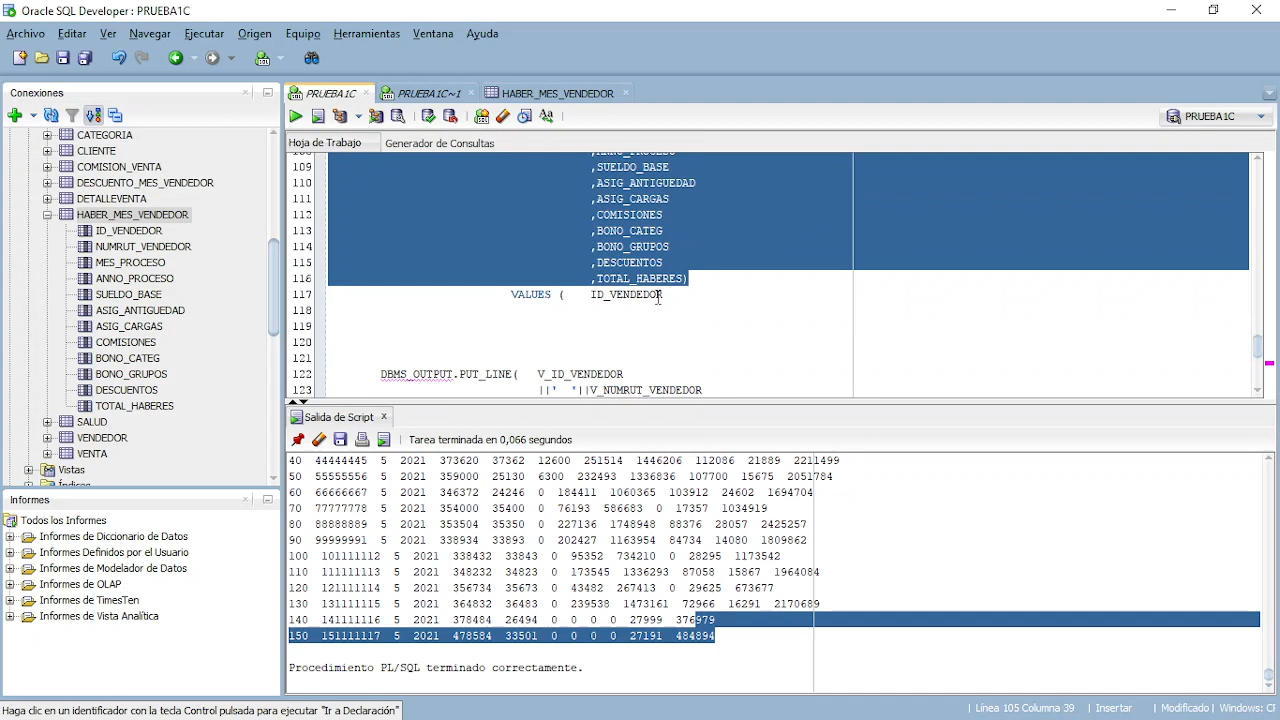 Oracle SQL Developer : PRUEBA1C
Archivo Editar Ver Navegar Ejecutar Origen Equipo Herramientas Ventana Ayuda
Conexiones
CATEGORIA
CLIENTE
COMISION_VENTA
DESCUENTO_MES_VENDEDOR
DETALLEVENTA
HABER_MES_VENDEDOR
ID_VENDEDOR
NUMRUT_VENDEDOR
MES_PROCESO
ANNO_PROCESO
SUELDO_BASE
ASIG_ANTIGUEDAD
ASIG_CARGAS
COMISIONES
BONO_CATEG
BONO_GRUPOS
DESCUENTOS
TOTAL_HABERES
SALUD
VENDEDOR
VENTA
Vistas
Índices
Informes
Todos los Informes
Informes de Diccionario de Datos
Informes Definidos por el Usuario
Informes de Modelador de Datos
Informes de OLAP
Informes de TimesTen
Informes de Vista Analítica
PRUEBA1C PRUEBA1C~1 HABER_MES_VENDEDOR
PRUEBA1C
Hoja de Trabajo Generador de Consultas
108 ,ANNO_PROCESO
109 ,SUELDO_BASE
110 ,ASIG_ANTIGUEDAD
111 ,ASIG_CARGAS
112 ,COMISIONES
113 ,BONO_CATEG
114 ,BONO_GRUPOS
115 ,DESCUENTOS
116 ,TOTAL_HABERES)
117 VALUES ( ID_VENDEDOR
118
119
120
121
122 DBMS_OUTPUT.PUT_LINE( V_ID_VENDEDOR
123 ||' '||V_NUMRUT_VENDEDOR
Salida de Script
Tarea terminada en 0,066 segundos
40 44444445 5 2021 373620 37362 12600 251514 1446206 112086 21889 2211499
50 55555556 5 2021 359000 25130 6300 232493 1336836 107700 15675 2051784
60 66666667 5 2021 346372 24246 0 184411 1060365 103912 24602 1694704
70 77777778 5 2021 354000 35400 0 76193 586683 0 17357 1034919
80 88888889 5 2021 353504 35350 0 227136 1748948 88376 28057 2425257
90 99999991 5 2021 338934 33893 0 202427 1163954 84734 14080 1809862
100 101111112 5 2021 338432 33843 0 95352 734210 0 28295 1173542
110 111111113 5 2021 348232 34823 0 173545 1336293 87058 15867 1964084
120 121111114 5 2021 356734 35673 0 43482 267413 0 29625 673677
130 131111115 5 2021 364832 36483 0 239538 1473161 72966 16291 2170689
140 141111116 5 2021 378484 26494 0 0 0 0 27999 376979
150 151111117 5 2021 478584 33501 0 0 0 0 27191 484894
Procedimiento PL/SQL terminado correctamente.
Haga clic en un identificador con la tecla Control pulsada para ejecutar "Ir a Declaración" Línea 105 Columna 39 Insertar Modificado Windows: CF